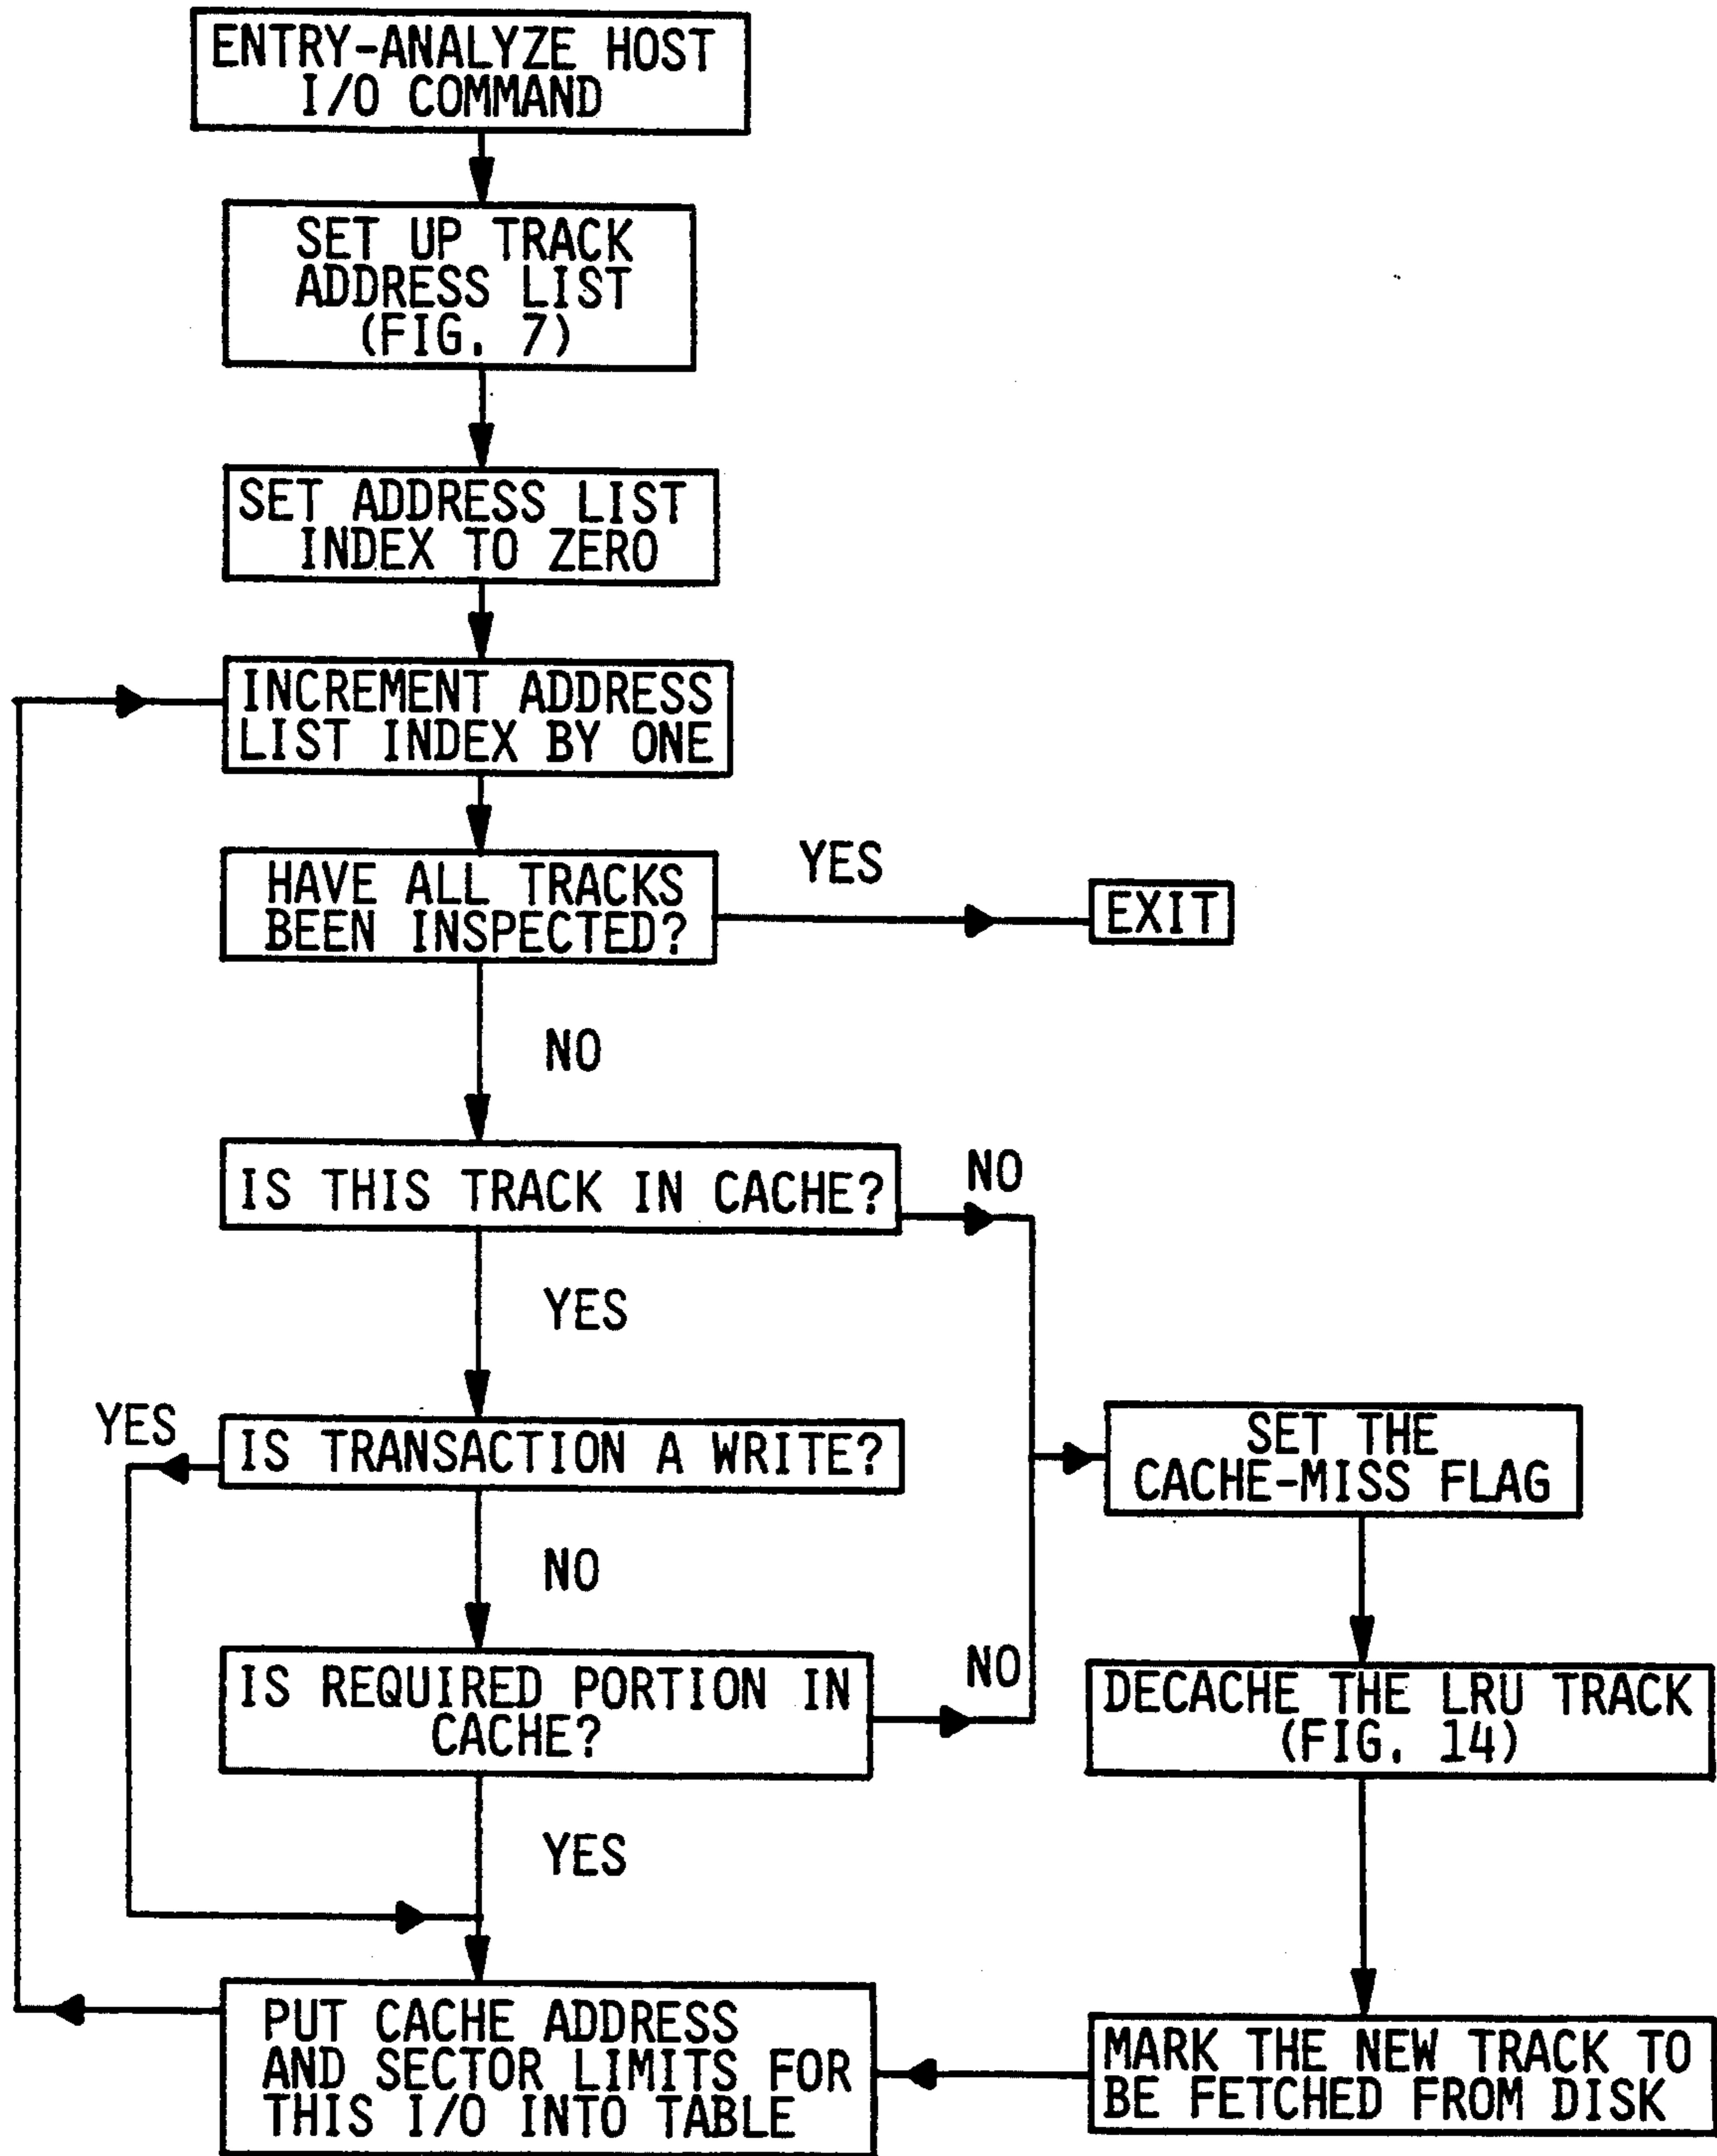 ENTRY-ANALYZE HOST
I/O COMMAND
SET UP TRACK
ADDRESS LIST
(FIG. 7)
SET ADDRESS LIST
INDEX TO ZERO
INCREMENT ADDRESS
LIST INDEX BY ONE
HAVE ALL TRACKS
BEEN INSPECTED?
YES
EXIT
NO
IS THIS TRACK IN CACHE?
NO
YES
YES
IS TRANSACTION A WRITE?
SET THE
CACHE-MISS FLAG
NO
IS REQUIRED PORTION IN
CACHE?
NO
DECACHE THE LRU TRACK
(FIG. 14)
YES
PUT CACHE ADDRESS
AND SECTOR LIMITS FOR
THIS I/O INTO TABLE
MARK THE NEW TRACK TO
BE FETCHED FROM DISK